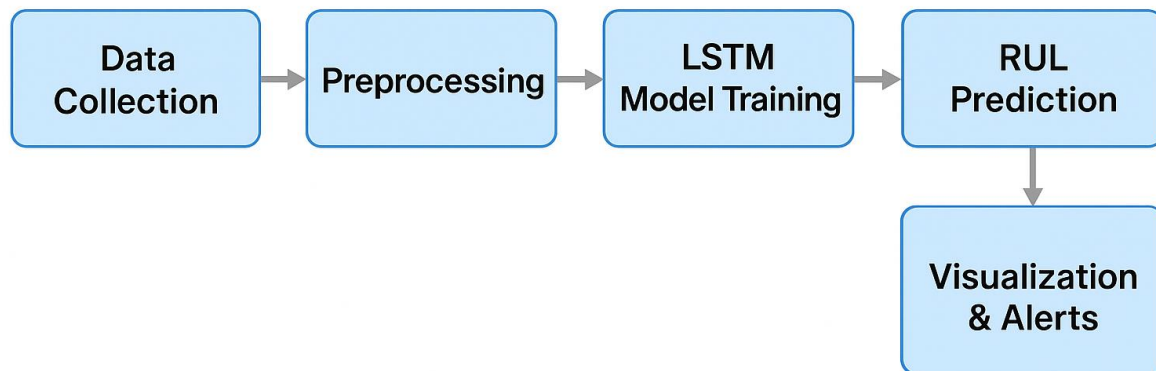 Data
Collection
Preprocessing
LSTM
Model Training
RUL
Prediction
Visualization
& Alerts